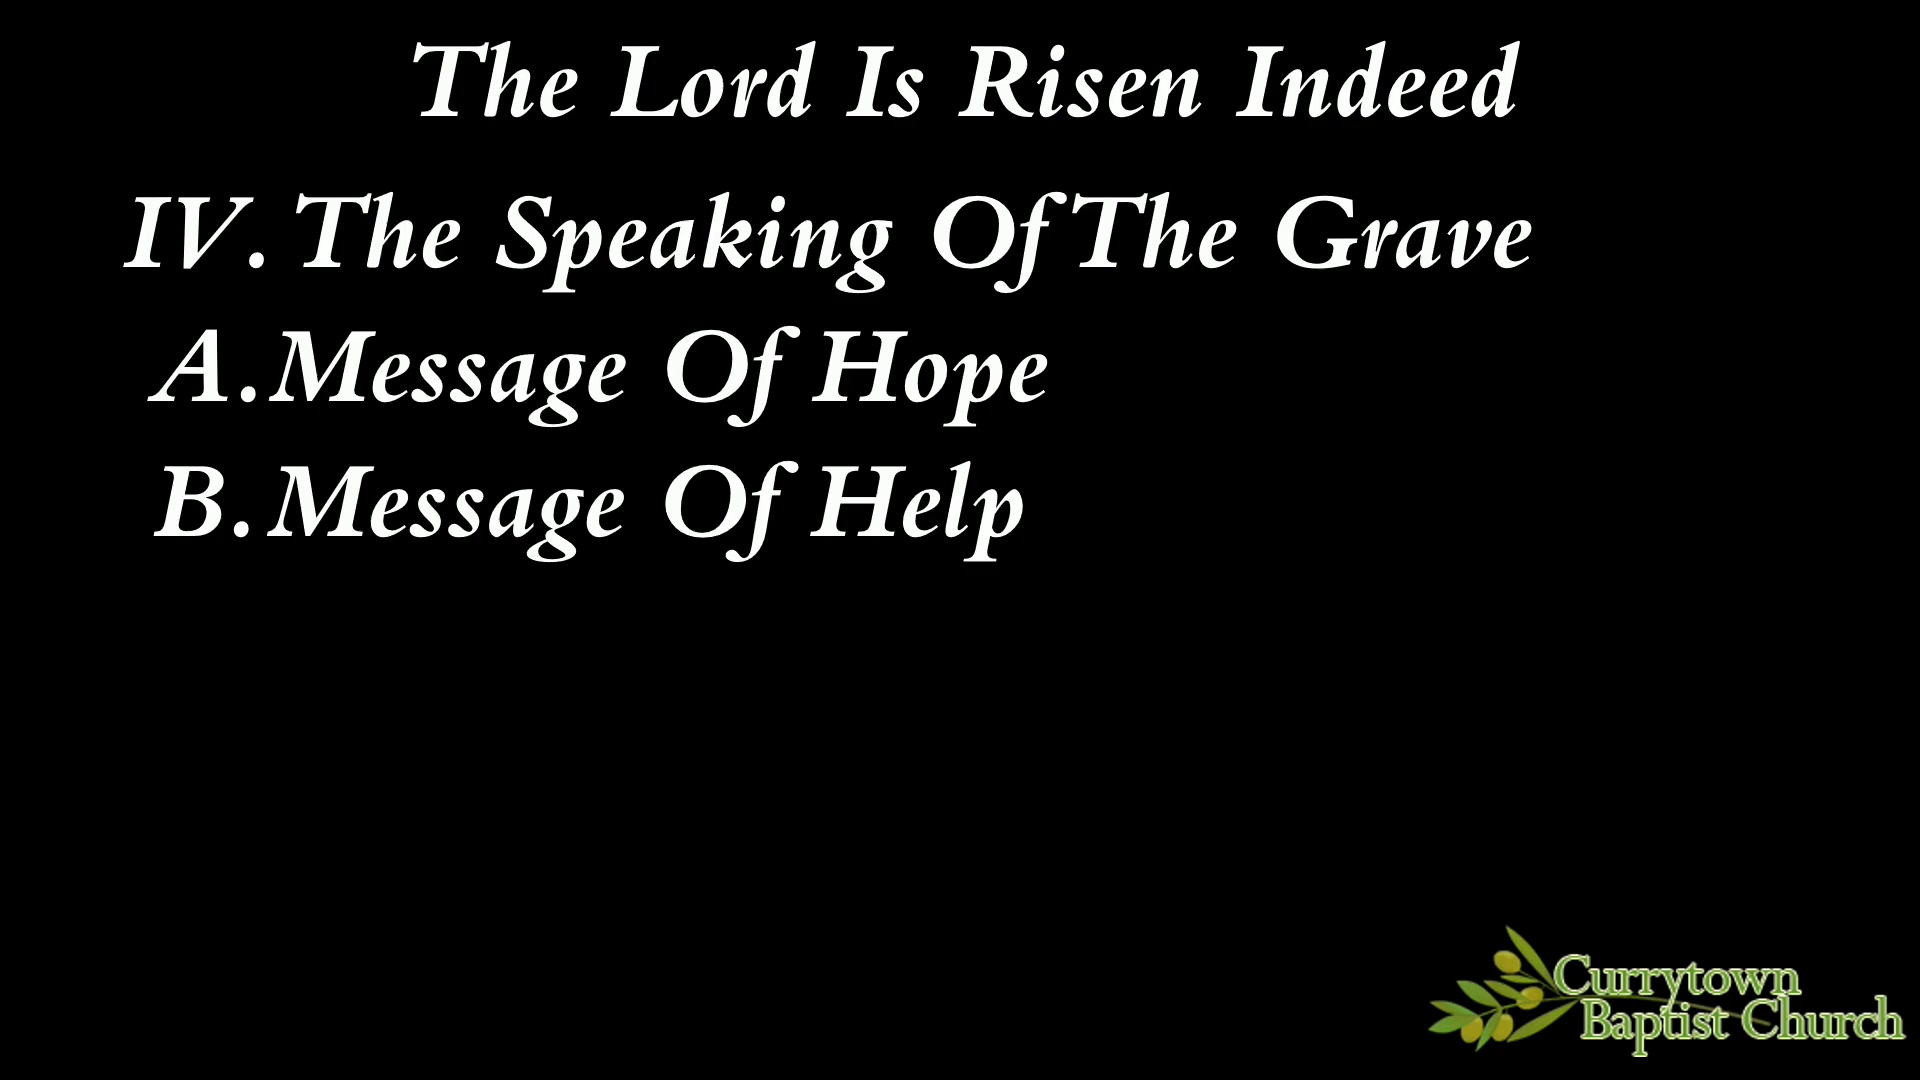 The Lord Is Risen Indeed
IV. The Speaking Of The Grave
A. Message Of Hope
B. Message Of Help
Currytown
Baptist Church